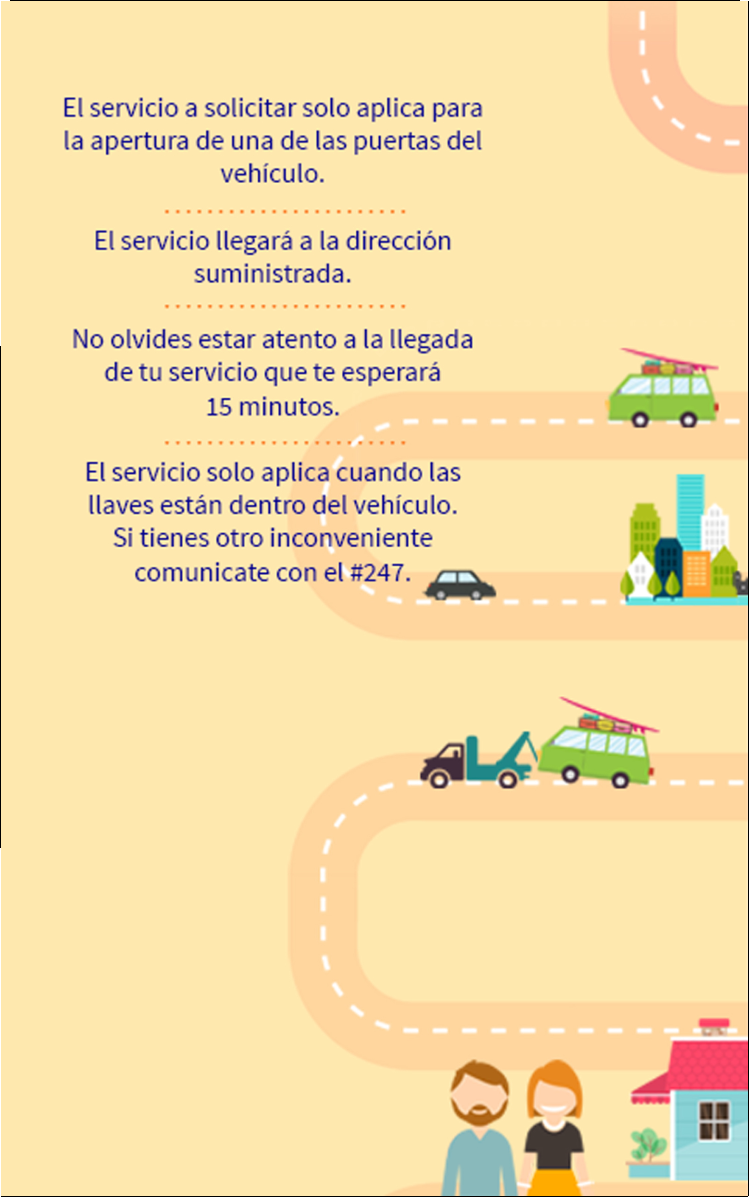 El servicio a solicitar solo aplica para
la apertura de una de las puertas del
vehículo.
El servicio llegará a la dirección
suministrada.
No olvides estar atento a la llegada
de tu servicio que te esperará
15 minutos.
El servicio solo aplica cuando las
llaves están dentro del vehículo.
Si tienes otro inconveniente
comunicate con el #247.